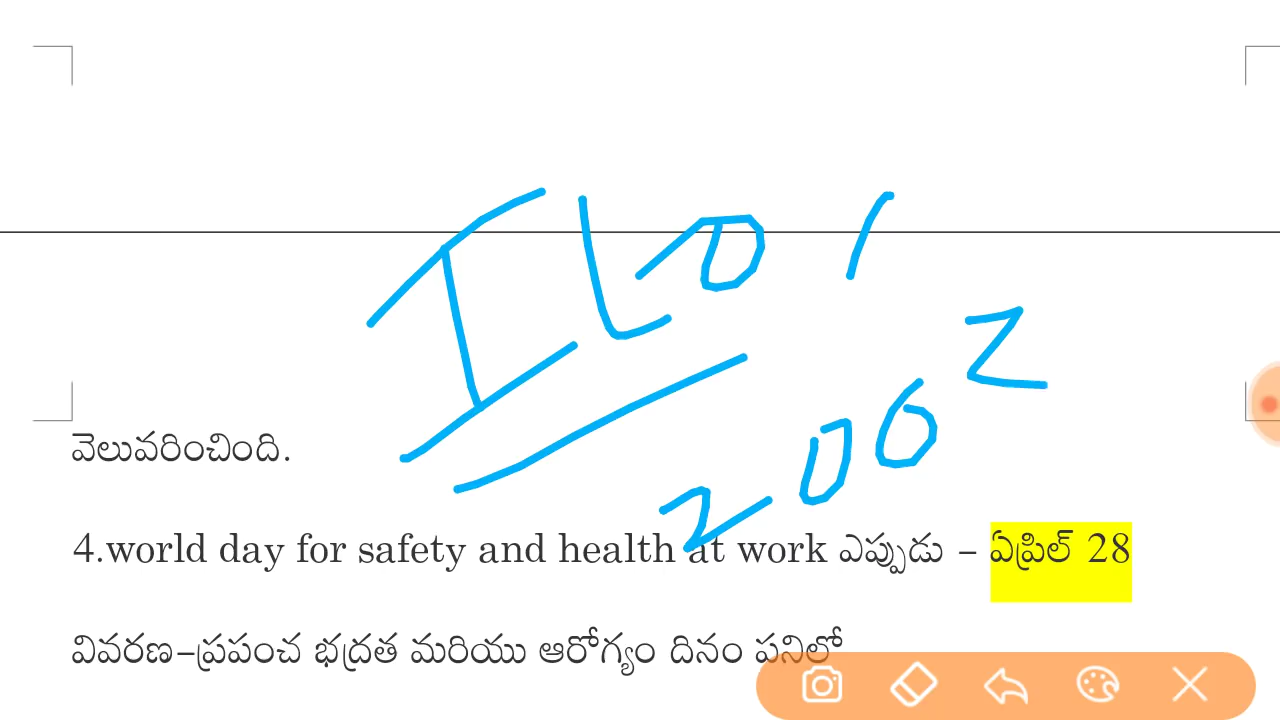 ILO
2002
వెలువరించింది.
4.world day for safety and health at work ఎప్పుడు – ఏప్రిల్ 28
వివరణ–ప్రపంచ భద్రత మరియు ఆరోగ్యం దినం పనిలో